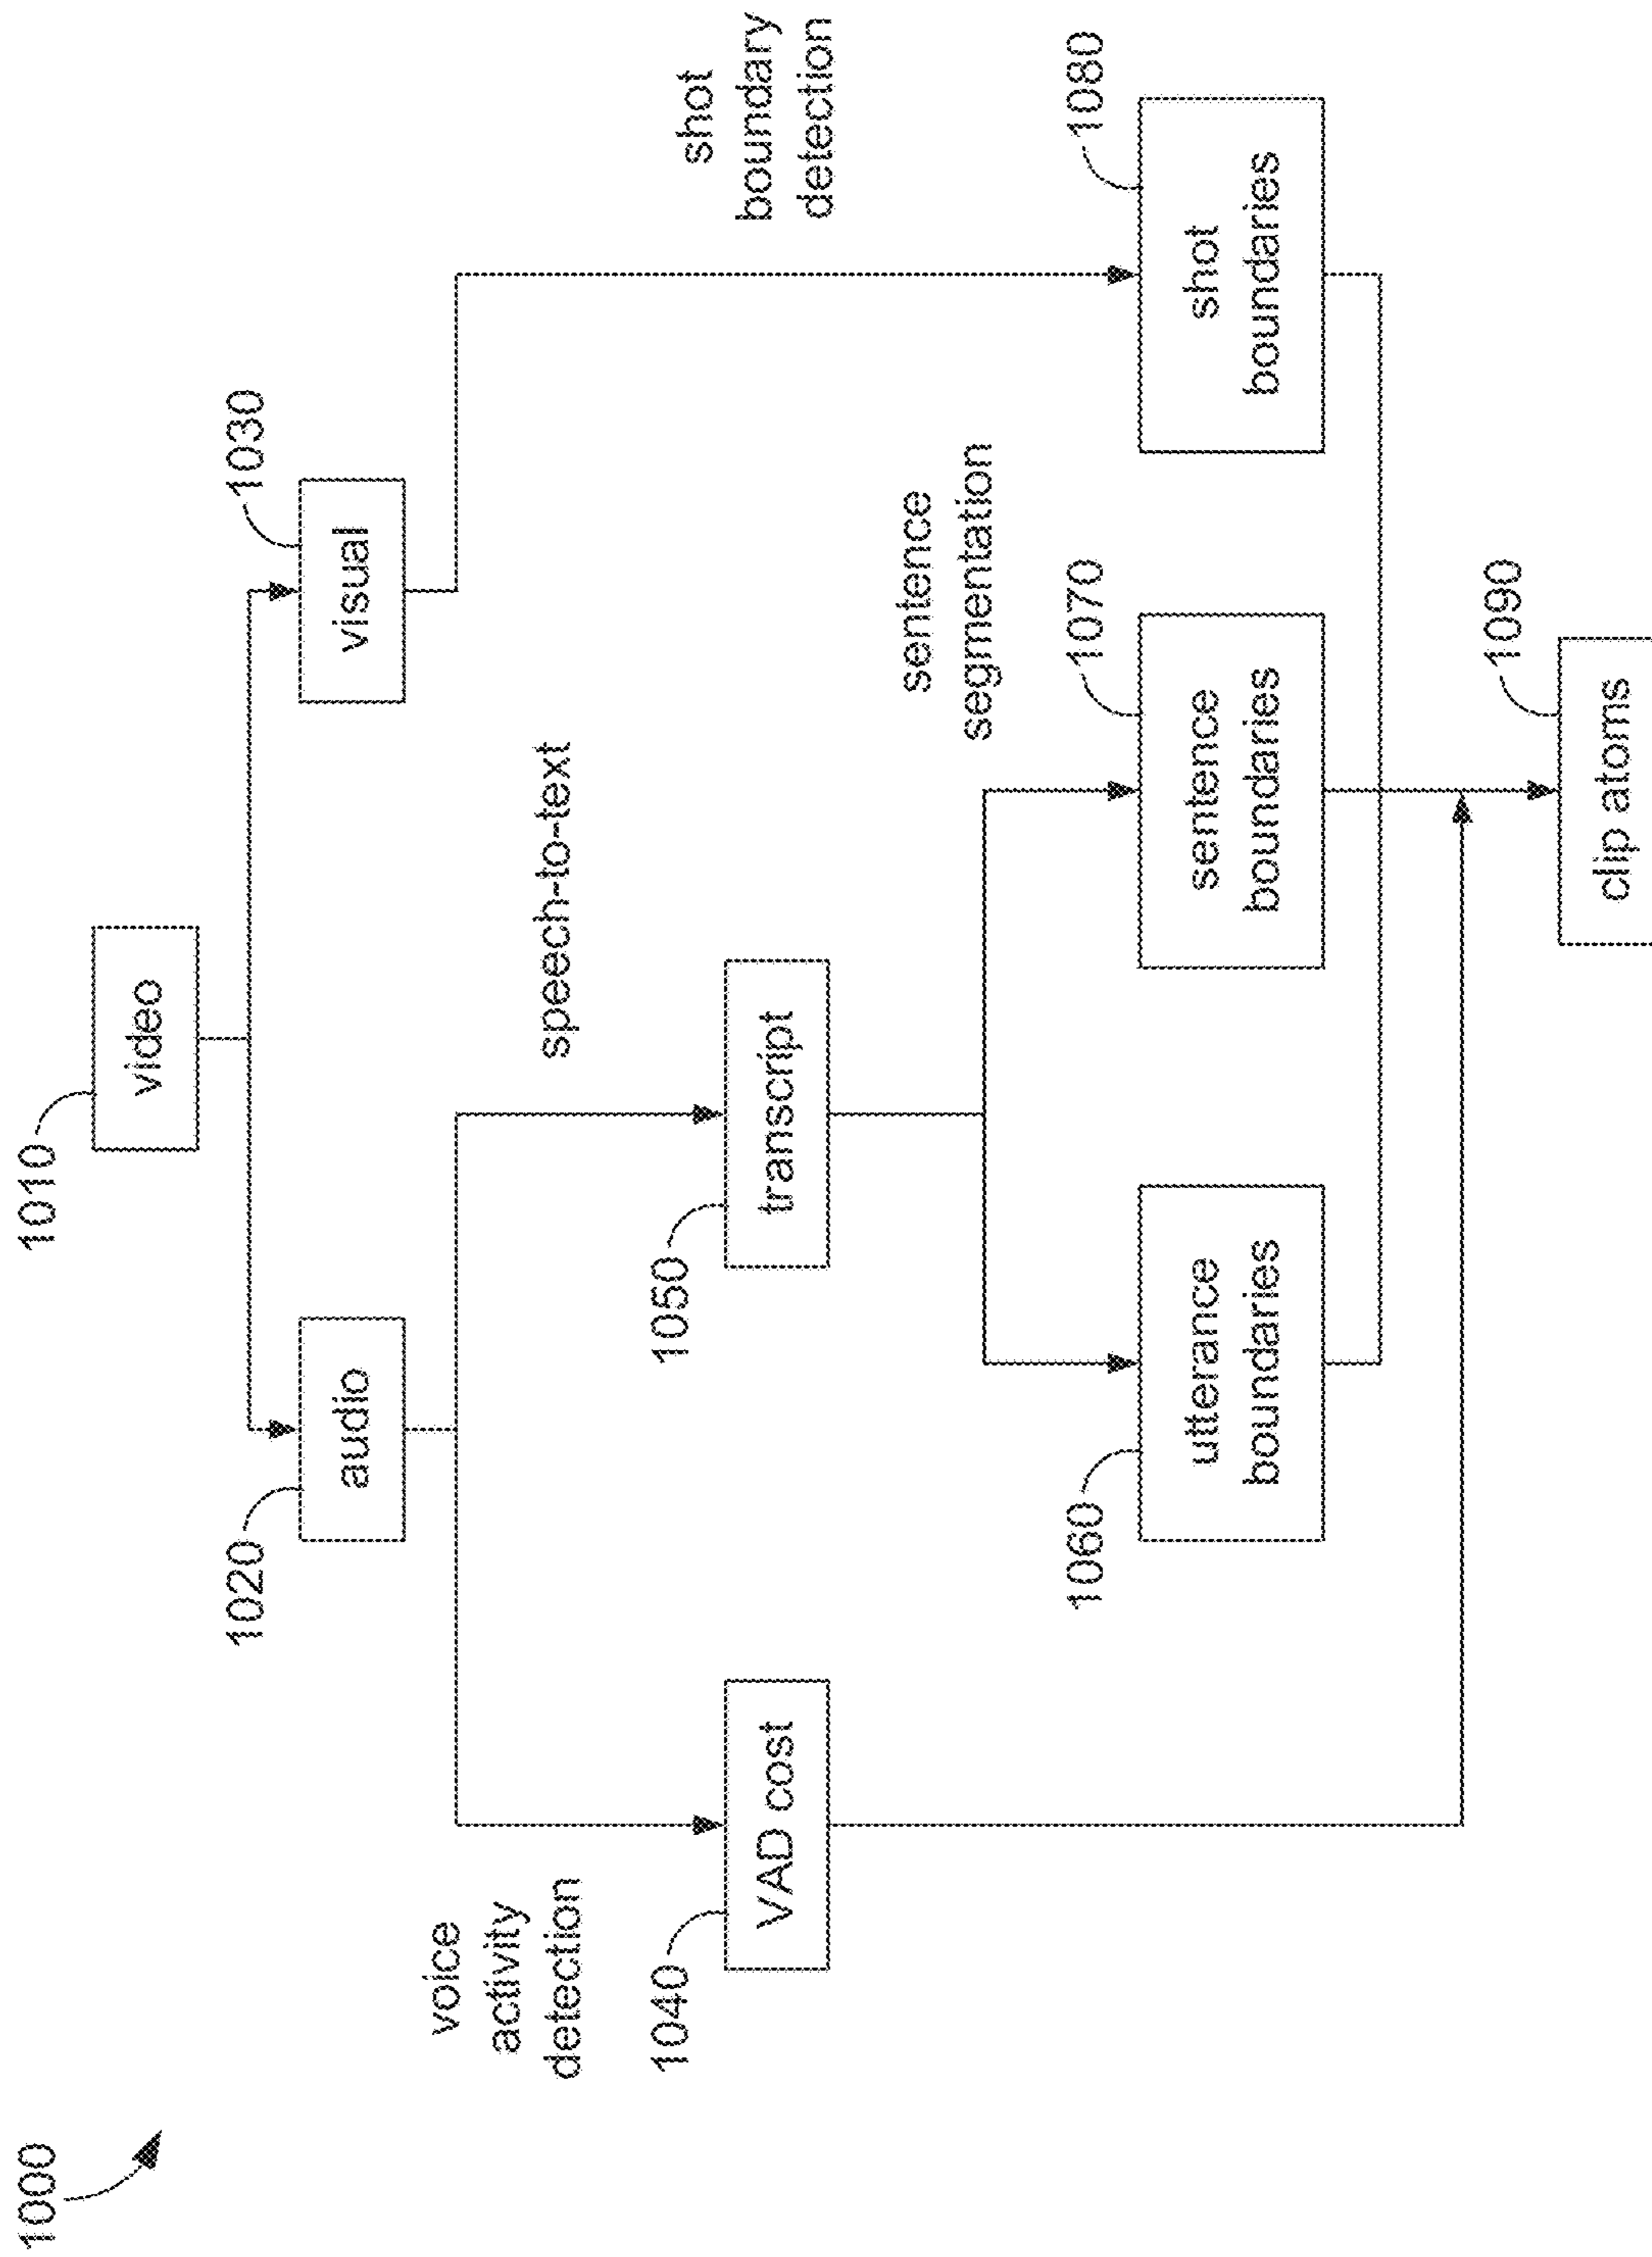 1000
1010
video
1020
audio
1030
visual
voice
activity
detection
speech-to-text
shot
boundary
detection
1040
VAD cost
1050
transcript
sentence
segmentation
1060
utterance
boundaries
1070
sentence
boundaries
1080
shot
boundaries
1090
clip atoms